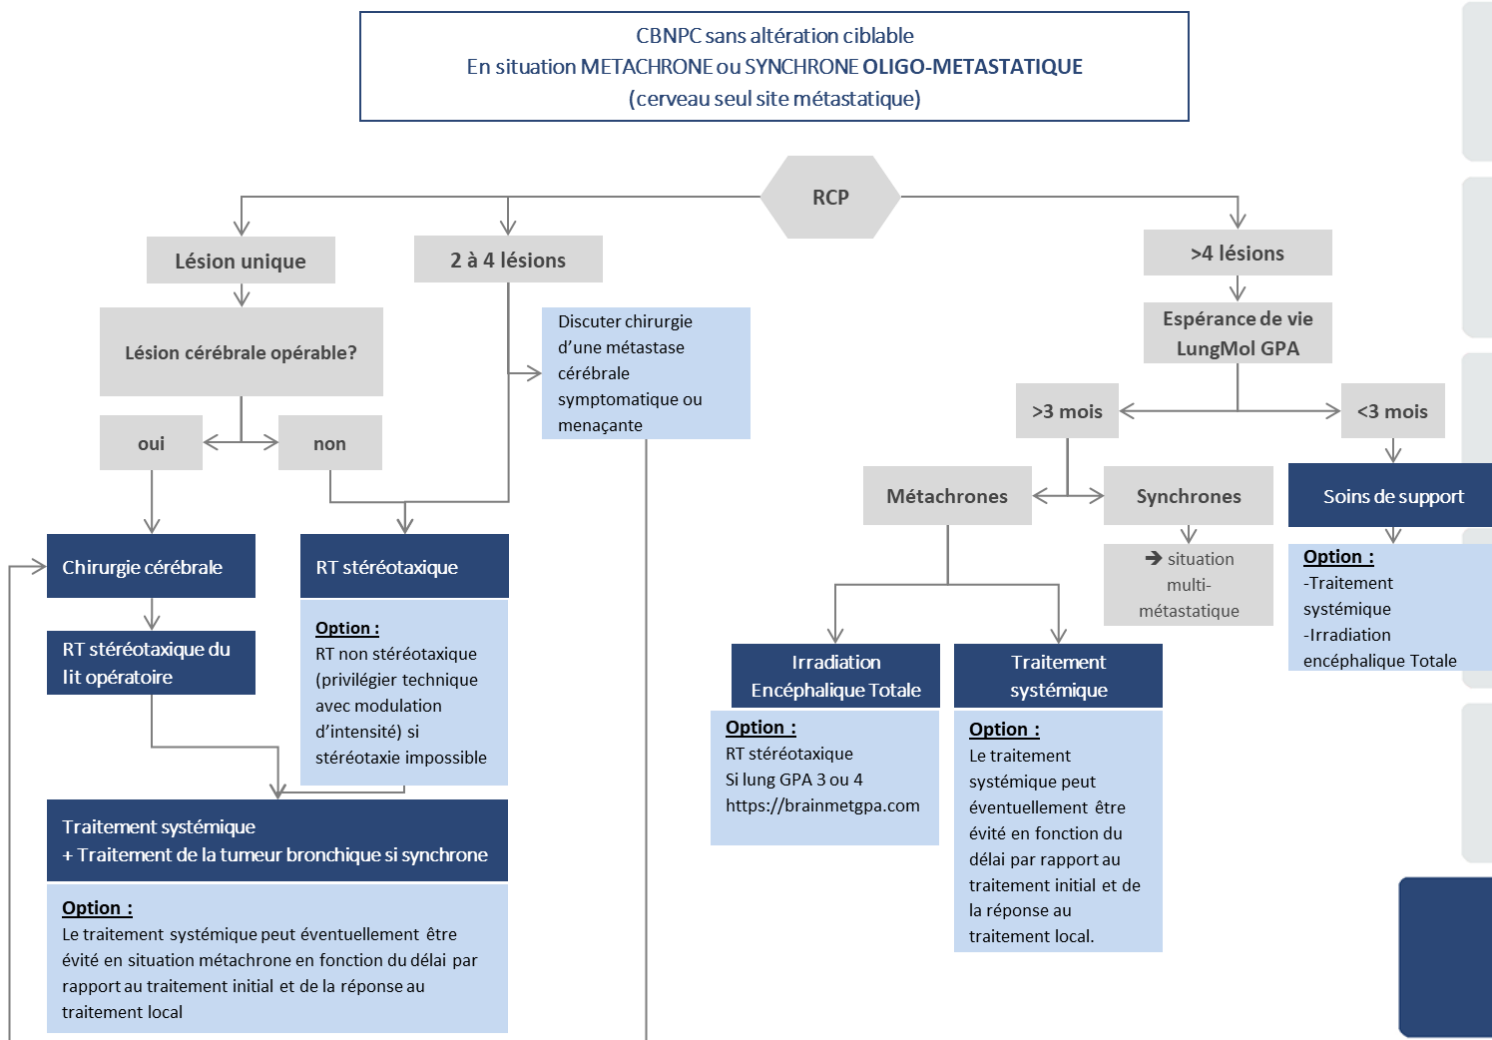 CBNPC sans altération ciblable
En situation METACHRONE ou SYNCHRONE OLIGO-METASTATIQUE
(cerveau seul site métastatique)
RCP
Lésion unique
2 à 4 lésions
>4 lésions
Lésion cérébrale opérable?
Discuter chirurgie
d'une métastase
cérébrale
symptomatique ou
menaçante
Espérance de vie
LungMol GPA
oui
non
>3 mois
<3 mois
Métachrones
Synchrones
Soins de support
➔ situation
multi-
métastatique
Option :
-Traitement
systémique
-Irradiation
encéphalique Totale
Chirurgie cérébrale
RT stéréotaxique du
lit opératoire
RT stéréotaxique
Option :
RT non stéréotaxique
(privilégier technique
avec modulation
d'intensité) si
stéréotaxie impossible
Irradiation
Encéphalique Totale
Option :
RT stéréotaxique
Si lung GPA 3 ou 4
https://brainmetgpa.com
Traitement
systémique
Option :
Le traitement
systémique peut
éventuellement être
évité en fonction du
délai par rapport au
traitement initial et de
la réponse au
traitement local.
Traitement systémique
+ Traitement de la tumeur bronchique si synchrone
Option :
Le traitement systémique peut éventuellement être
évité en situation métachrone en fonction du délai par
rapport au traitement initial et de la réponse au
traitement local